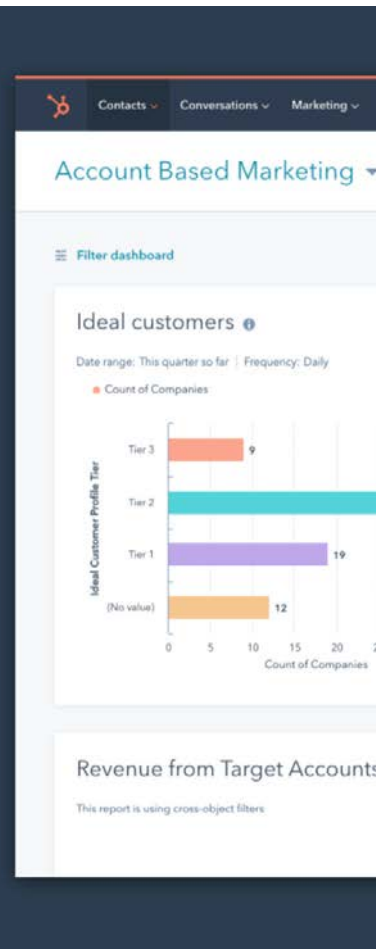 Contacts Conversations Marketing
Account Based Marketing
Filter dashboard
Ideal customers
Date range: This quarter so far | Frequency: Daily
Count of Companies
Ideal Customer Profile Tier
Tier 3
9
Tier 2
Tier 1
19
(No value)
12
0 5 10 15 20
Count of Companies
Revenue from Target Accounts
This report is using cross-object filters